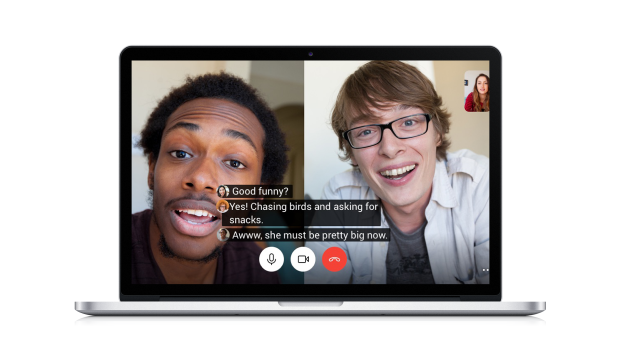 Good funny?
Yes! Chasing birds and asking for
snacks.
Awww, she must be pretty big now.